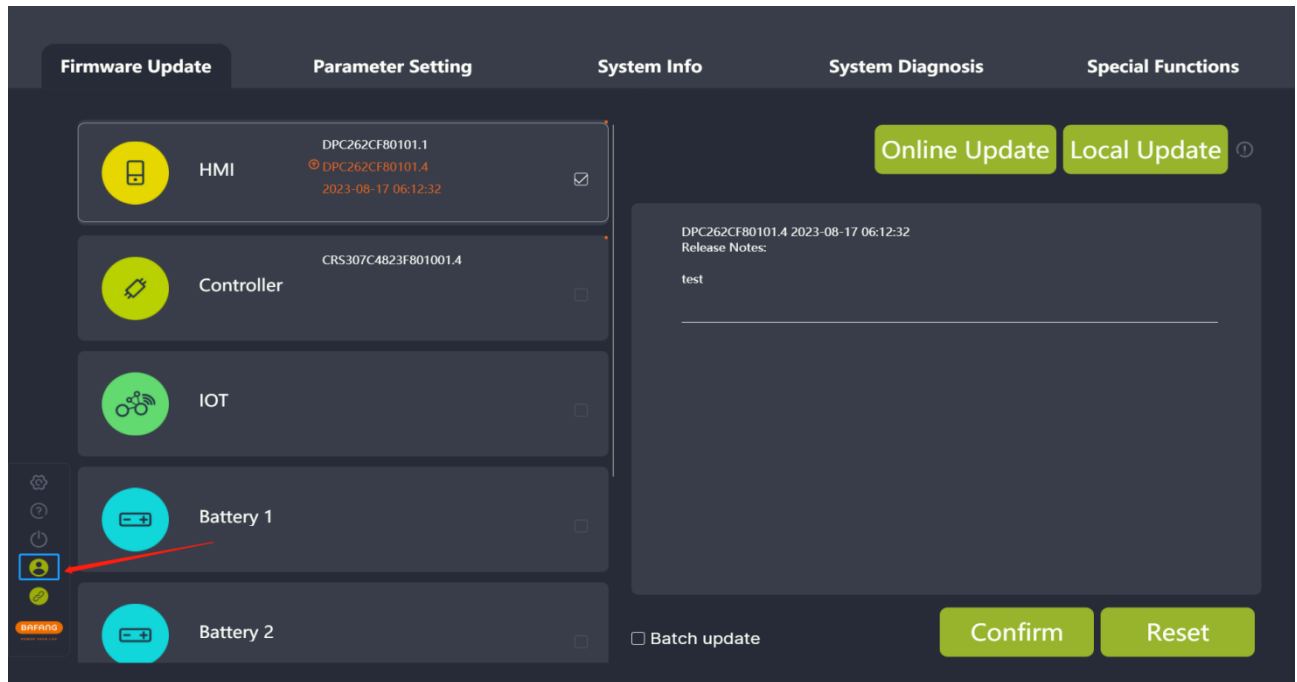 Firmware Update
Parameter Setting
System Info
System Diagnosis
Special Functions
HMI
DPC262CF80101.1
DPC262CF80101.4
2023-08-17 06:12:32
Controller
CRS307C4823F801001.4
IOT
Battery 1
Battery 2
Online Update
Local Update
DPC262CF80101.4 2023-08-17 06:12:32
Release Notes:
test
Batch update
Confirm
Reset
BAFANG